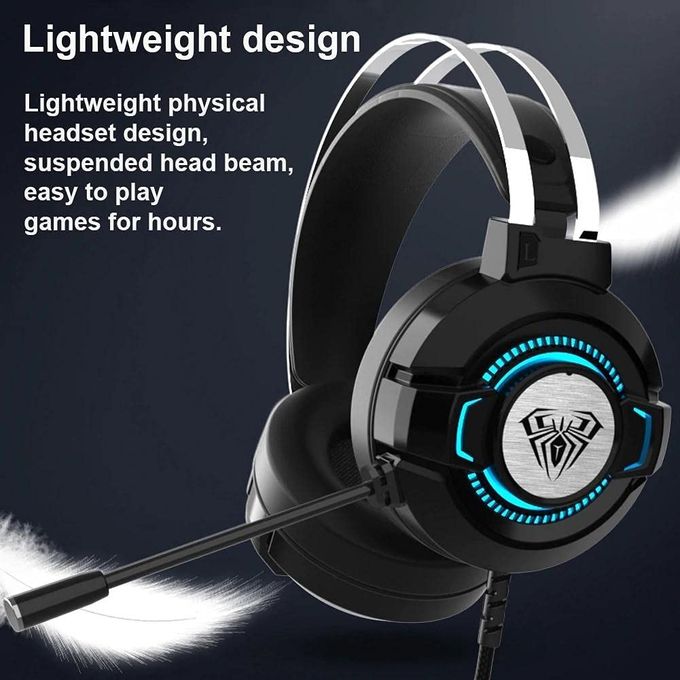 Lightweight design
Lightweight physical
headset design,
suspended head beam,
easy to play
games for hours.
L